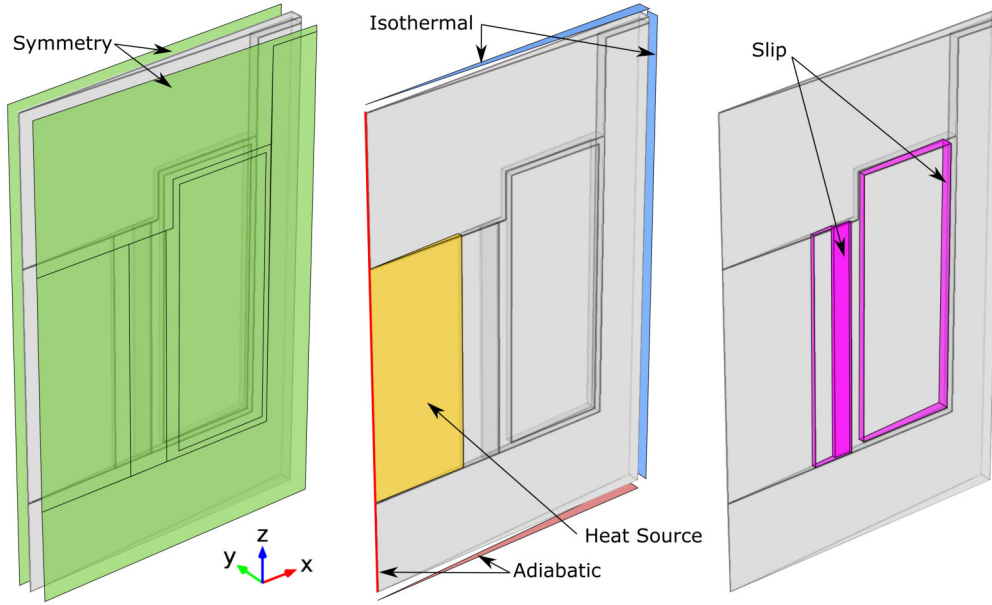 Symmetry
Isothermal
Slip
Heat Source
Adiabatic
z
y
x